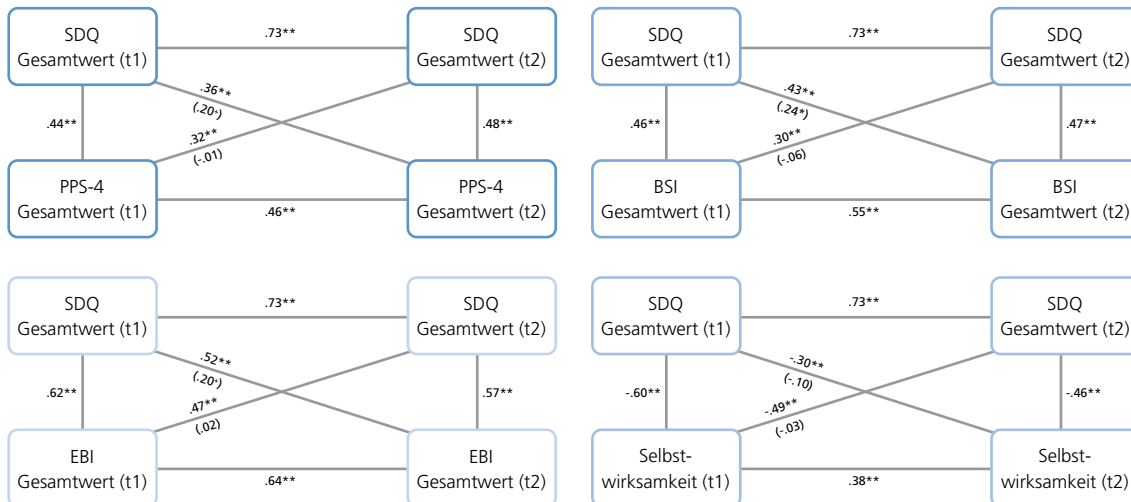 SDQ
Gesamtwert (t1)
.73**
SDQ
Gesamtwert (t2)
.36**
(.20⁺)
.44**
.48**
.32**
(-.01)
PPS-4
Gesamtwert (t1)
.46**
PPS-4
Gesamtwert (t2)
SDQ
Gesamtwert (t1)
.73**
SDQ
Gesamtwert (t2)
.43**
(.24*)
.46**
.47**
.30**
(-.06)
BSI
Gesamtwert (t1)
.55**
BSI
Gesamtwert (t2)
SDQ
Gesamtwert (t1)
.73**
SDQ
Gesamtwert (t2)
.52**
(.20⁺)
.62**
.57**
.47**
(.02)
EBI
Gesamtwert (t1)
.64**
EBI
Gesamtwert (t2)
SDQ
Gesamtwert (t1)
.73**
SDQ
Gesamtwert (t2)
-.30**
(-.10)
-.60**
-.46**
-.49**
(-.03)
Selbst-
wirksamkeit (t1)
.38**
Selbst-
wirksamkeit (t2)